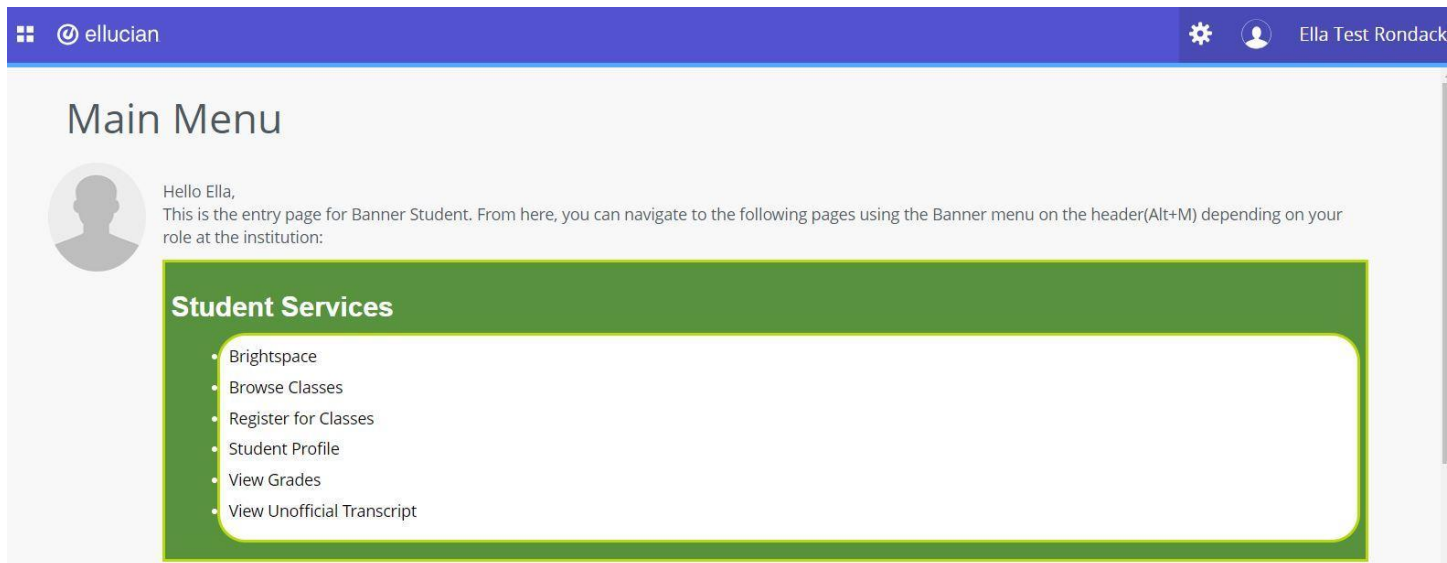 ellucian
Ella Test Rondack
Main Menu
Hello Ella,
This is the entry page for Banner Student. From here, you can navigate to the following pages using the Banner menu on the header(Alt+M) depending on your
role at the institution:
Student Services
Brightspace
Browse Classes
Register for Classes
Student Profile
View Grades
View Unofficial Transcript